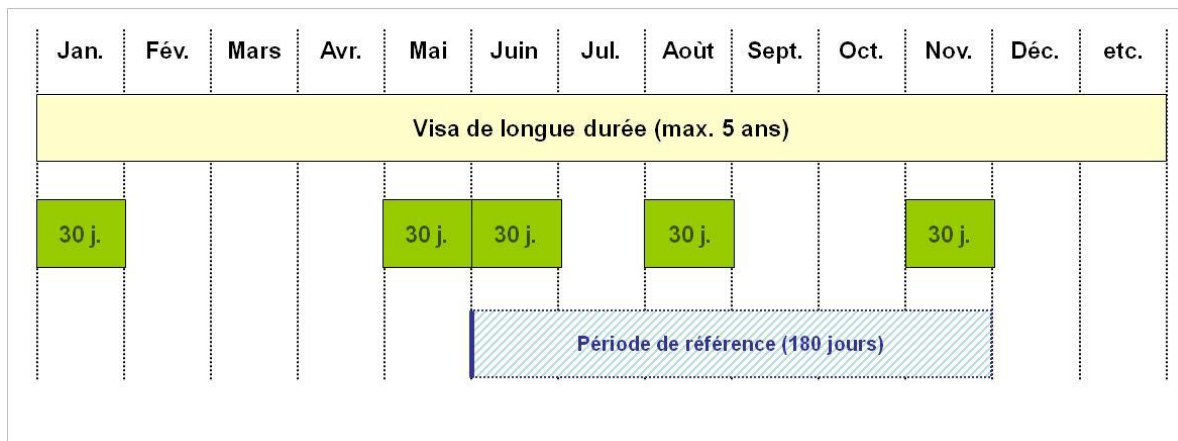 Jan. Fév. Mars Avr. Mai Juin Jul. Aoùt Sept. Oct. Nov. Déc. etc.
Visa de longue durée (max. 5 ans)
30 j. 30 j. 30 j. 30 j. 30 j.
Période de référence (180 jours)